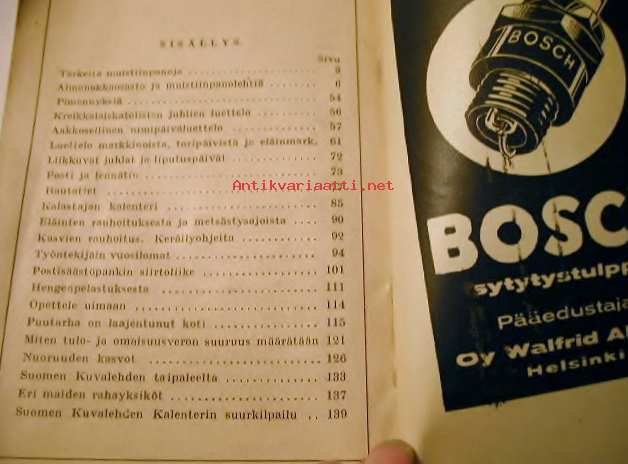 SISÄLLYS
Sivu
Tärkeitä muistiinpanoja 3
Almanakkaosasto ja muistiinpanolehtiä 6
Pimennyksiä 54
Kreikkalaiskatolisten juhlien luettelo 56
Aakkosellinen nimipäiväluettelo 57
Luettelo markkinoista, toripäivistä ja eläinmark. 61
Liikkuvat juhlat ja liputuspäivät 72
Posti ja lennätin 73
Rautatiet
Kalastajan kalenteri 85
Eläinten rauhoituksesta ja metsästysajoista 90
Kasvien rauhoitus. Keräilyohjeita 92
Työntekijäin vuosilomat 94
Postisäästöpankin siirtoliike 101
Hengenpelastuksesta 111
Opettele uimaan 114
Puutarha on laajentunut koti 115
Miten tulo- ja omaisuusveron suuruus määrätään 121
Nuoruuden kasvot 126
Suomen Kuvalehden taipaleelta 133
Eri maiden rahayksiköt 137
Suomen Kuvalehden Kalenterin suurkilpailu 139
Antikvariaatti.net
BOSCH
BOSC
sytytystulpp
Pääedustaja
Oy Walfrid Al
Helsinki